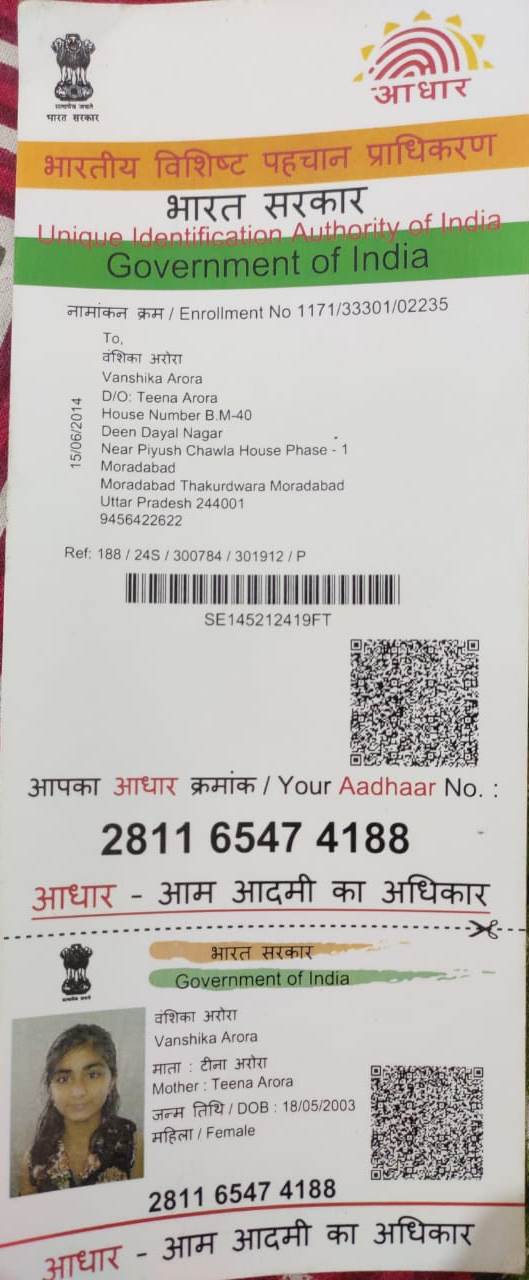 सत्यमेव जयते
भारत सरकार
आधार
भारतीय विशिष्ट पहचान प्राधिकरण
भारत सरकार
Unique Identification Authority of India
Government of India
नामांकन क्रम / Enrollment No 1171/33301/02235
15/06/2014
To,
वंशिका अरोरा
Vanshika Arora
D/O: Teena Arora
House Number B.M-40
Deen Dayal Nagar
Near Piyush Chawla House Phase - 1
Moradabad
Moradabad Thakurdwara Moradabad
Uttar Pradesh 244001
9456422622
Ref: 188 / 24S / 300784 / 301912 / P
SE145212419FT
आपका आधार क्रमांक / Your Aadhaar No. :
2811 6547 4188
आधार - आम आदमी का अधिकार
भारत सरकार
Government of India
वंशिका अरोरा
Vanshika Arora
माता : टीना अरोरा
Mother : Teena Arora
जन्म तिथि / DOB : 18/05/2003
महिला / Female
2811 6547 4188
आधार - आम आदमी का अधिकार